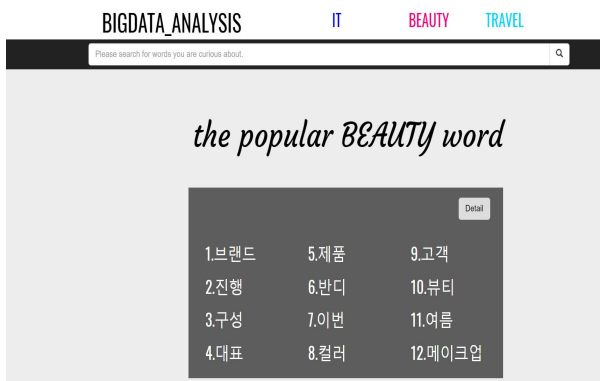 BIGDATA_ANALYSIS IT BEAUTY TRAVEL
Please search for words you are curious about.
the popular BEAUTY word
Detail
1.브랜드 5.제품 9.고객
2.진행 6.반디 10.뷰티
3.구성 7.이번 11.여름
4.대표 8.컬러 12.메이크업